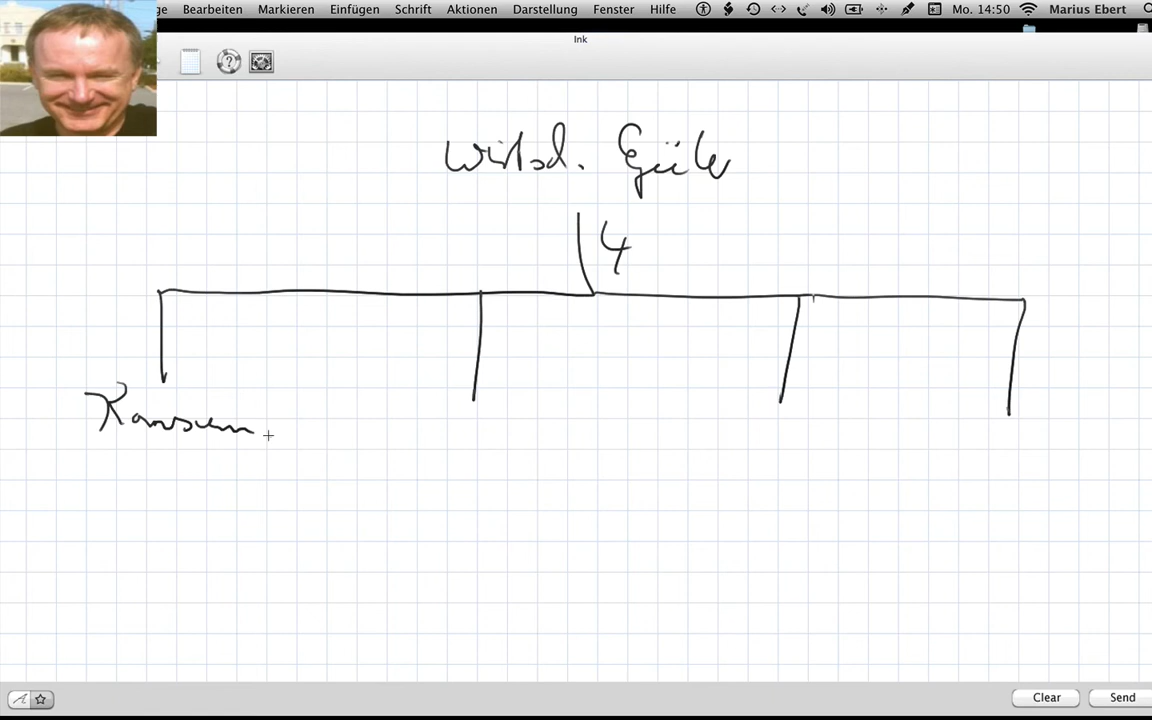 ge Bearbeiten Markieren Einfügen Schrift Aktionen Darstellung Fenster Hilfe Mo. 14:50 Marius Ebert
Ink
Wirtsch. Güter
4
Konsum
Clear Send